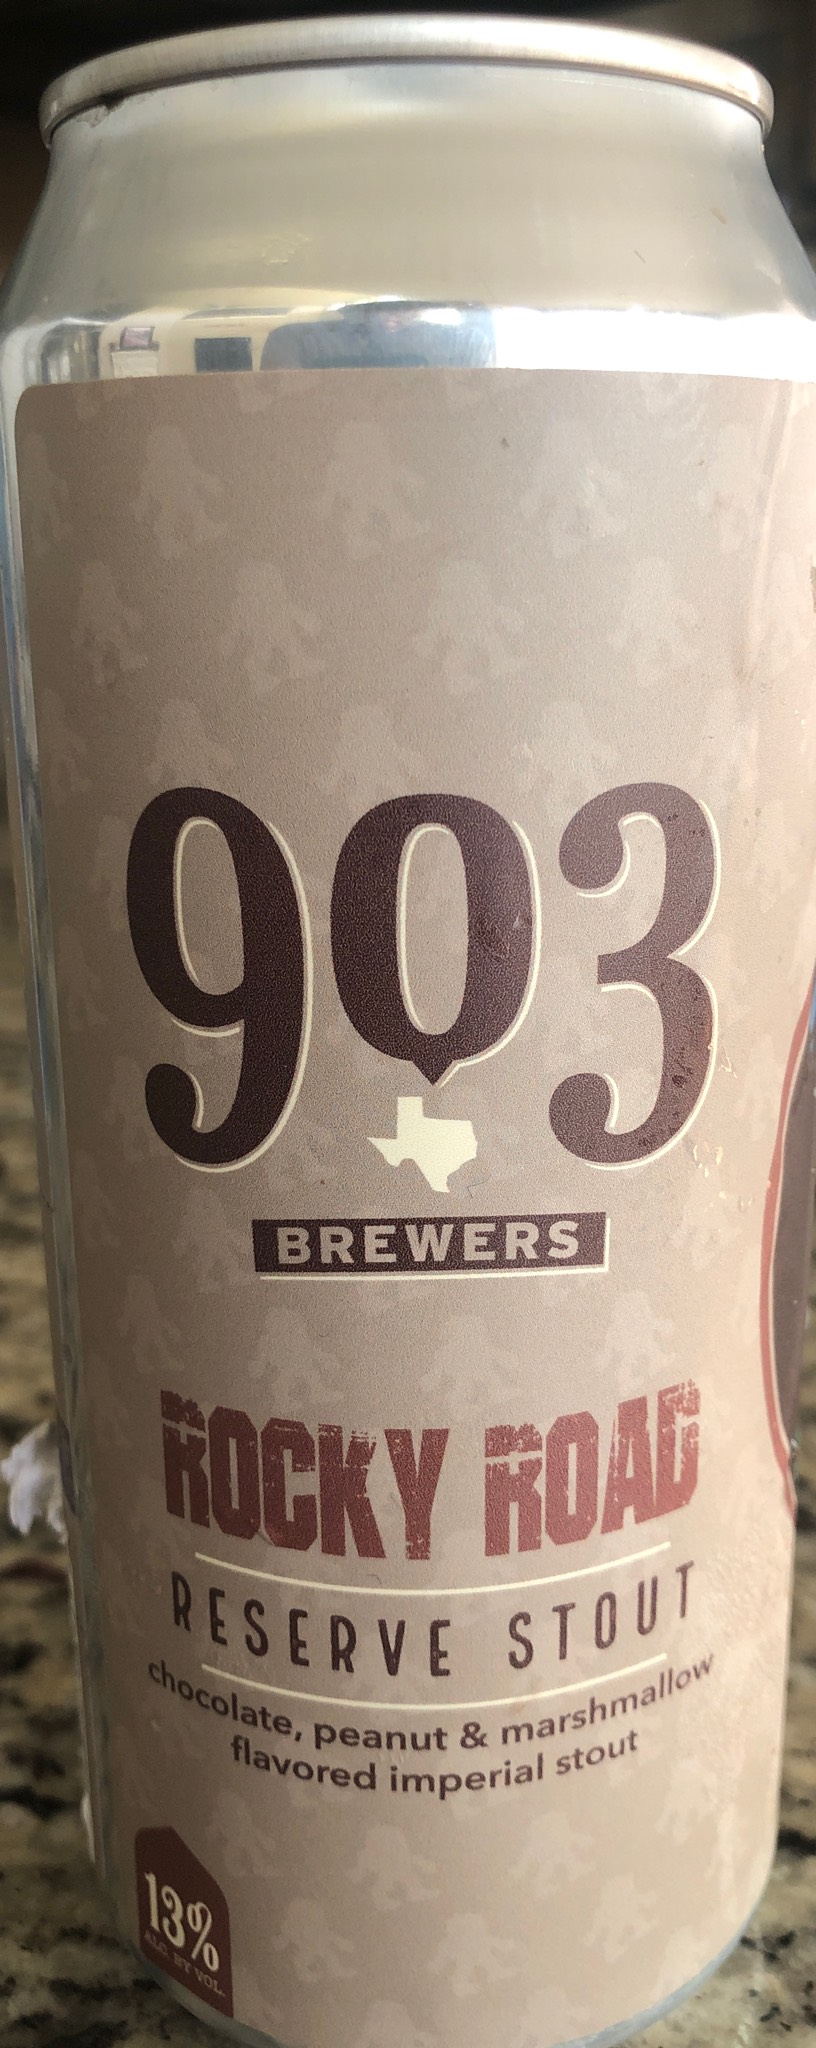 903
BREWERS
ROCKY ROAD
RESERVE STOUT
chocolate, peanut & marshmallow
flavored imperial stout
13%
ALC. BY VOL.